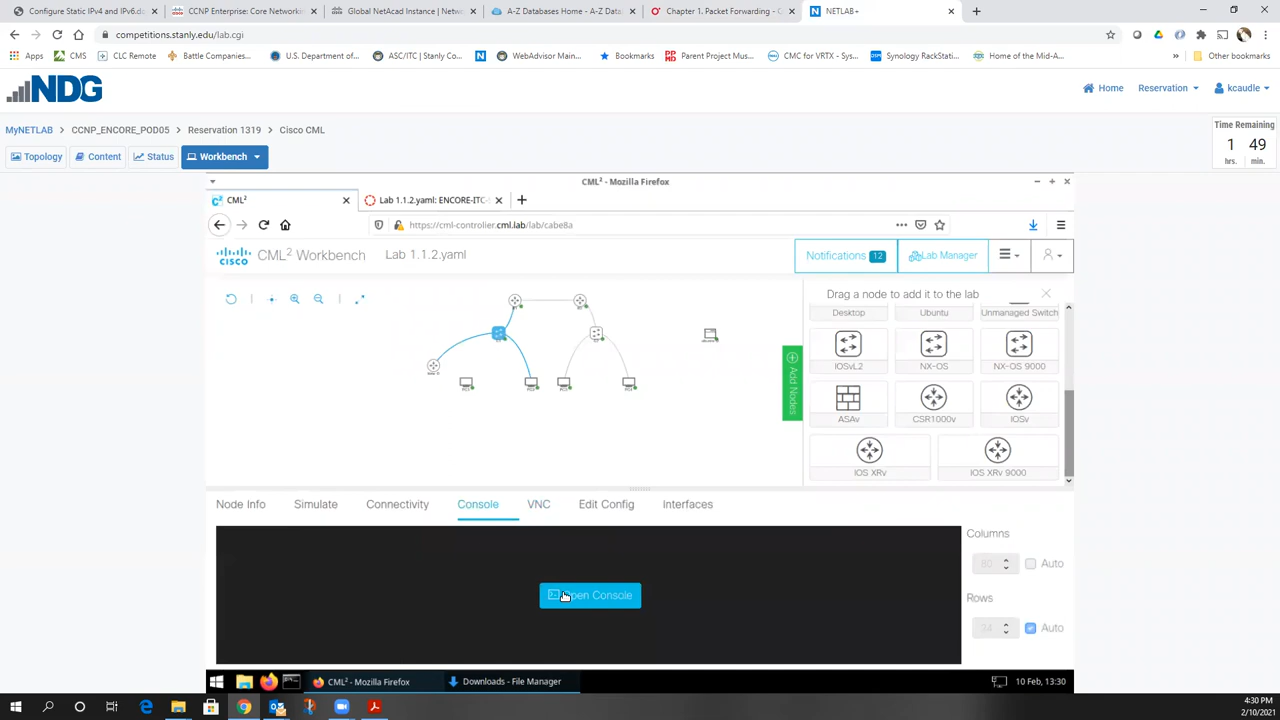 Configure Static IPv4 and IPv6.do
CCNP Enterprise: Core Networkin
Global NetAcad Instance | Netwo
A-Z Databases Home - A-Z Data
Chapter 1. Packet Forwarding - C
NETLAB+
competitions.stanly.edu/lab.cgi
Apps
CMS
CLC Remote
Battle Companies...
U.S. Department of...
ASC/ITC | Stanly Co...
WebAdvisor Main...
Bookmarks
Parent Project Mus...
CMC for VRTX - Sys...
Synology RackStati...
Home of the Mid-A...
»
Other bookmarks
NDG
Home
Reservation
kcaudle
MyNETLAB > CCNP_ENCORE_POD05 > Reservation 1319 > Cisco CML
Time Remaining
1 49
hrs. min.
Topology
Content
Status
Workbench
CML² - Mozilla Firefox
CML²
Lab 1.1.2.yaml: ENCORE-ITC-
https://cml-controller.cml.lab/lab/cabe8a
cisco
CML² Workbench
Lab 1.1.2.yaml
Notifications 12
Lab Manager
Drag a node to add it to the lab
Desktop
Ubuntu
Unmanaged Switch
IOSvL2
NX-OS
NX-OS 9000
Add Nodes
ASAv
CSR1000v
IOSv
IOS XRv
IOS XRv 9000
Node Info
Simulate
Connectivity
Console
VNC
Edit Config
Interfaces
Open Console
Columns
80
Auto
Rows
34
Auto
CML² - Mozilla Firefox
Downloads - File Manager
10 Feb, 13:30
4:30 PM
2/10/2021